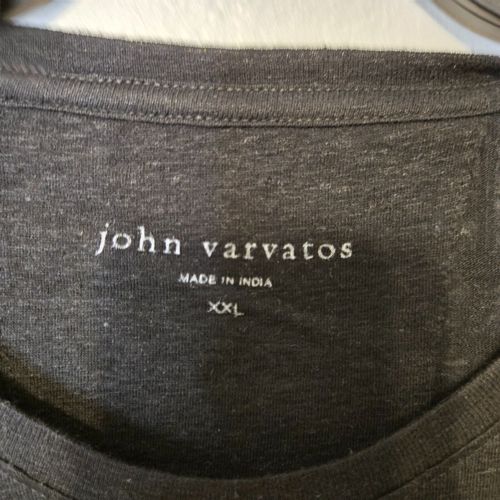 john varvatos
MADE IN INDIA
XXL